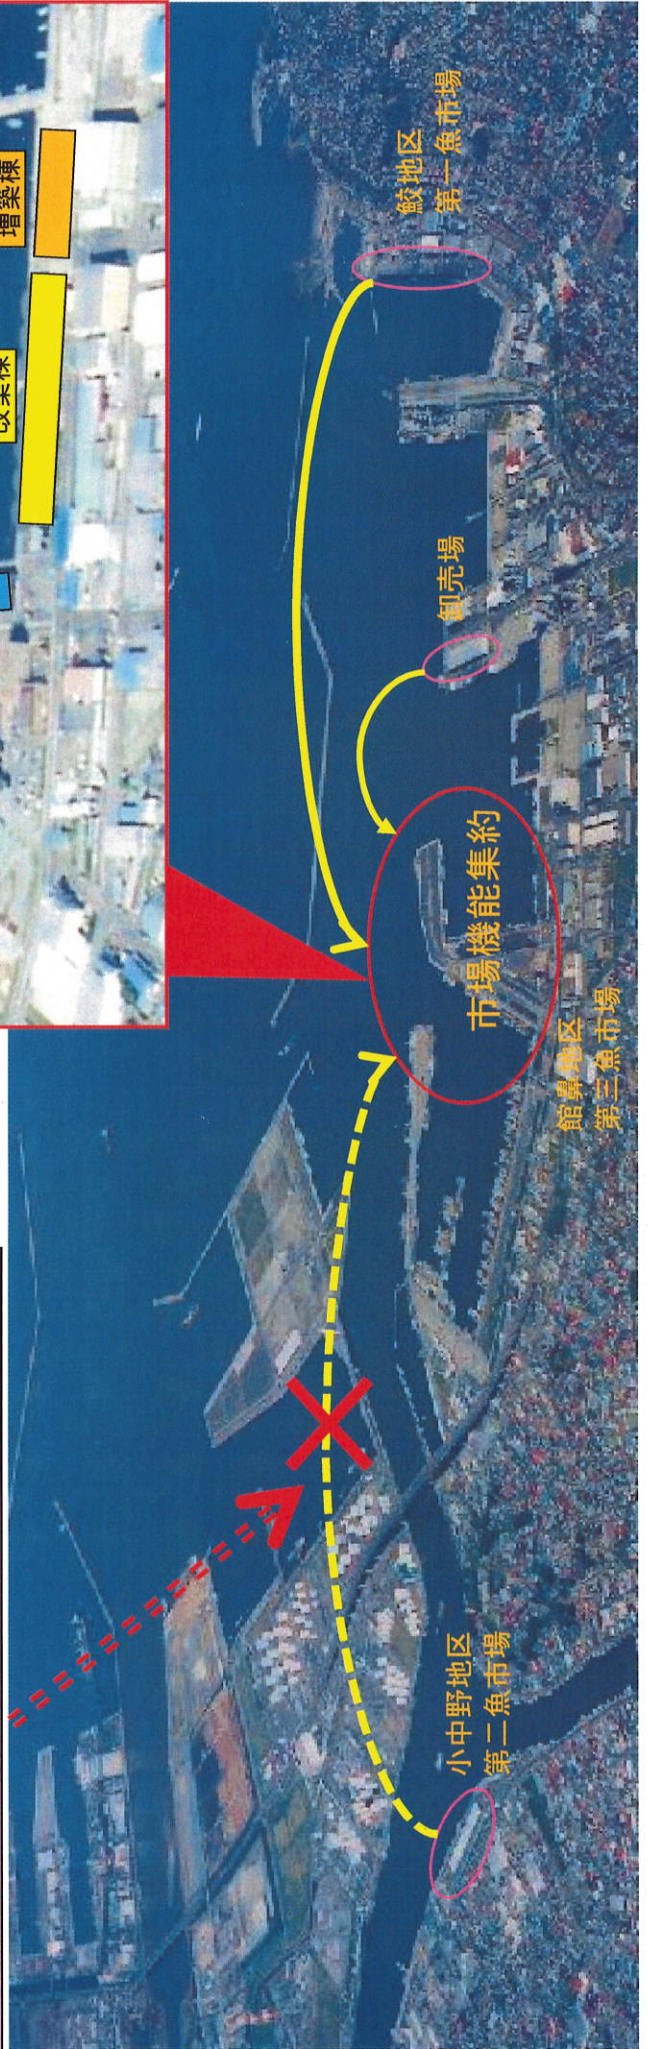 増築棟
改築棟
小中野地区
第二魚市場
市場機能集約
館鼻地区
第三魚市場
卸売場
鮫地区
第一魚市場